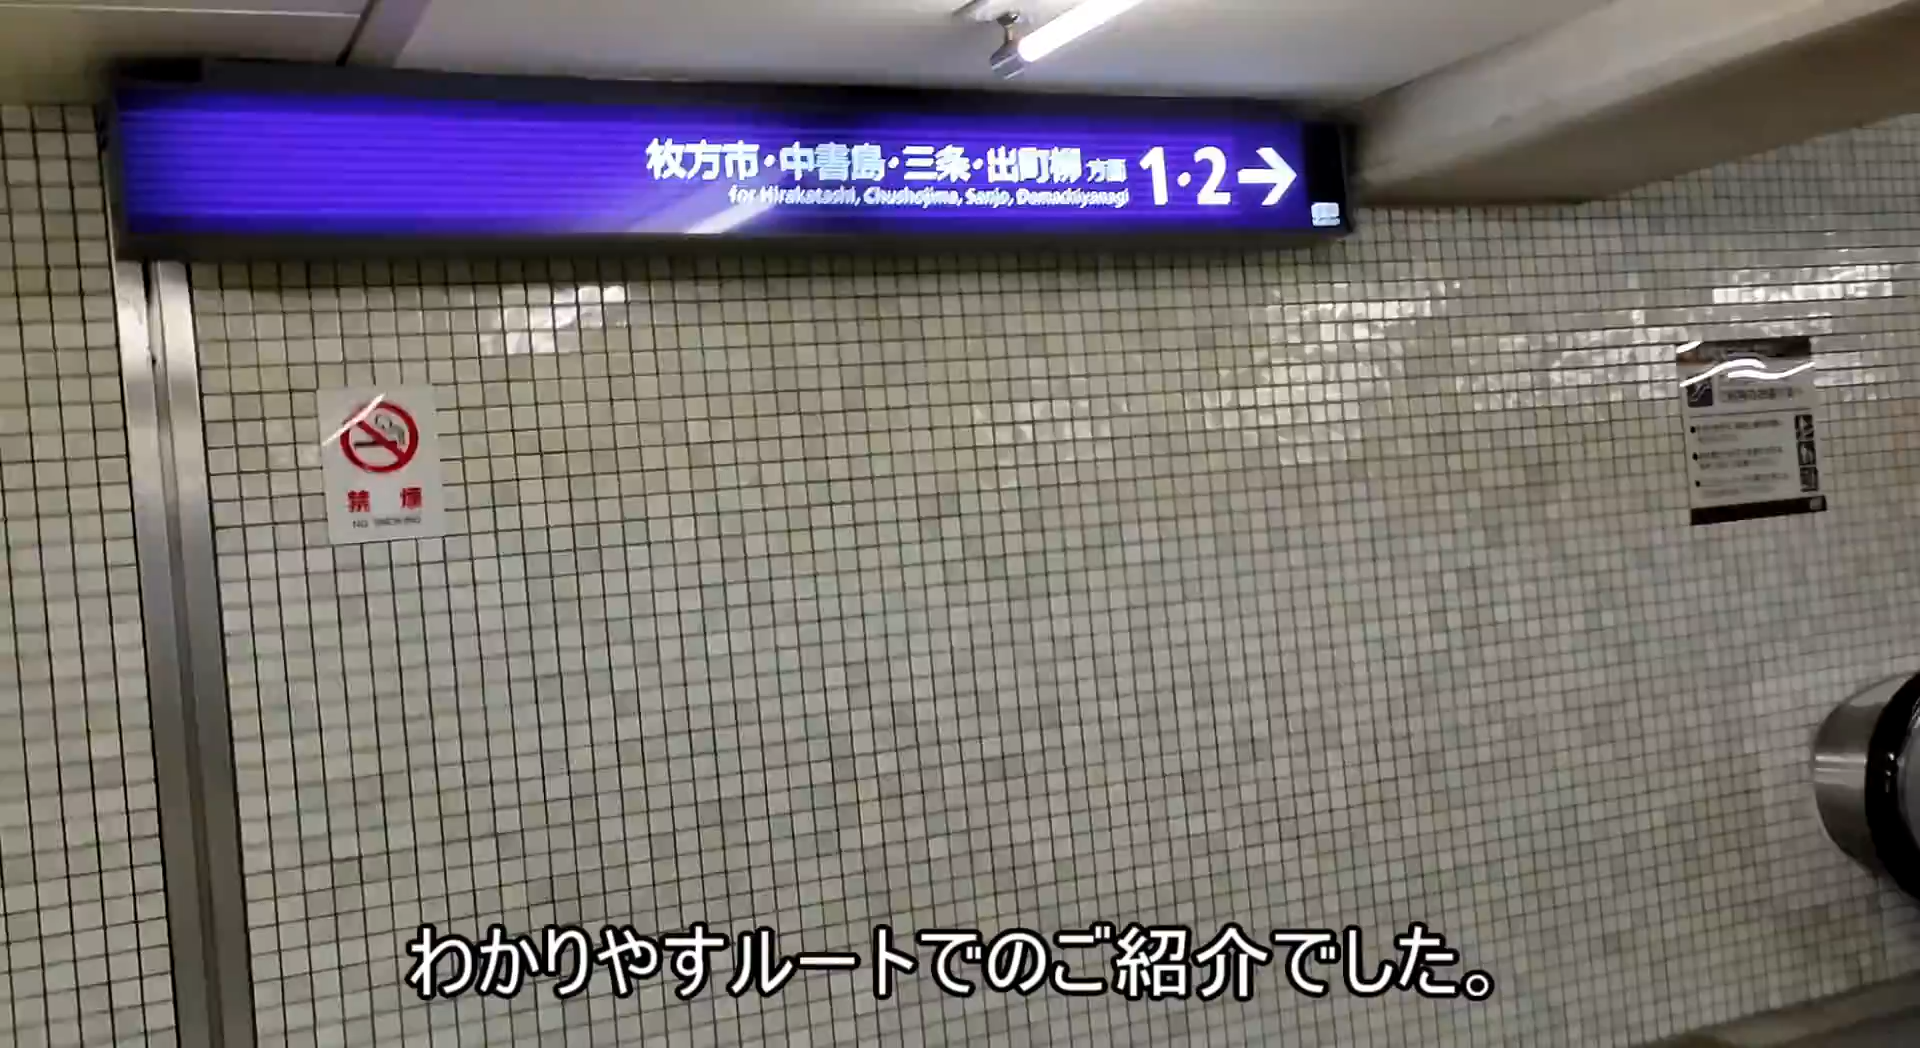 枚方市・中書島・三条・出町柳 方面 1・2→
for Hirakatashi, Chushojima, Sanjo, Demachiyanagi
禁煙
NO SMOKING
わかりやすルートでのご紹介でした。